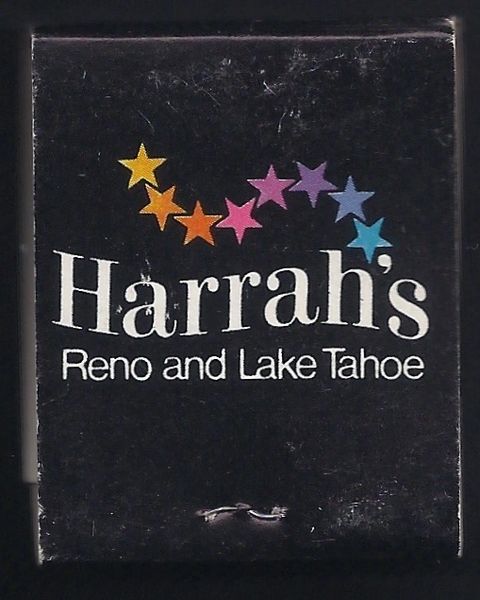 Harrah's
Reno and Lake Tahoe